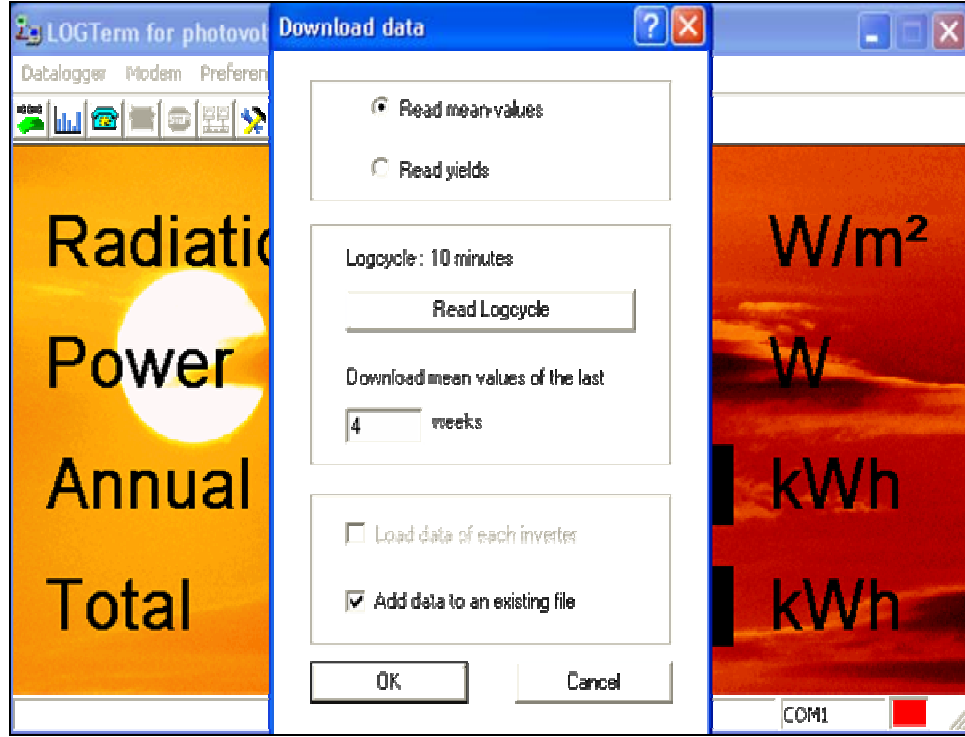 LOGTerm for photovol
Download data
Datalogger Modem Preferen
Read mean-values
Read yields
Radiatio
W/m²
Logcycle : 10 minutes
Read Logcycle
Power
W
Download mean values of the last
4 weeks
Annual
kWh
Load data of each inverter
Add data to an existing file
Total
kWh
OK
Cancel
COM1